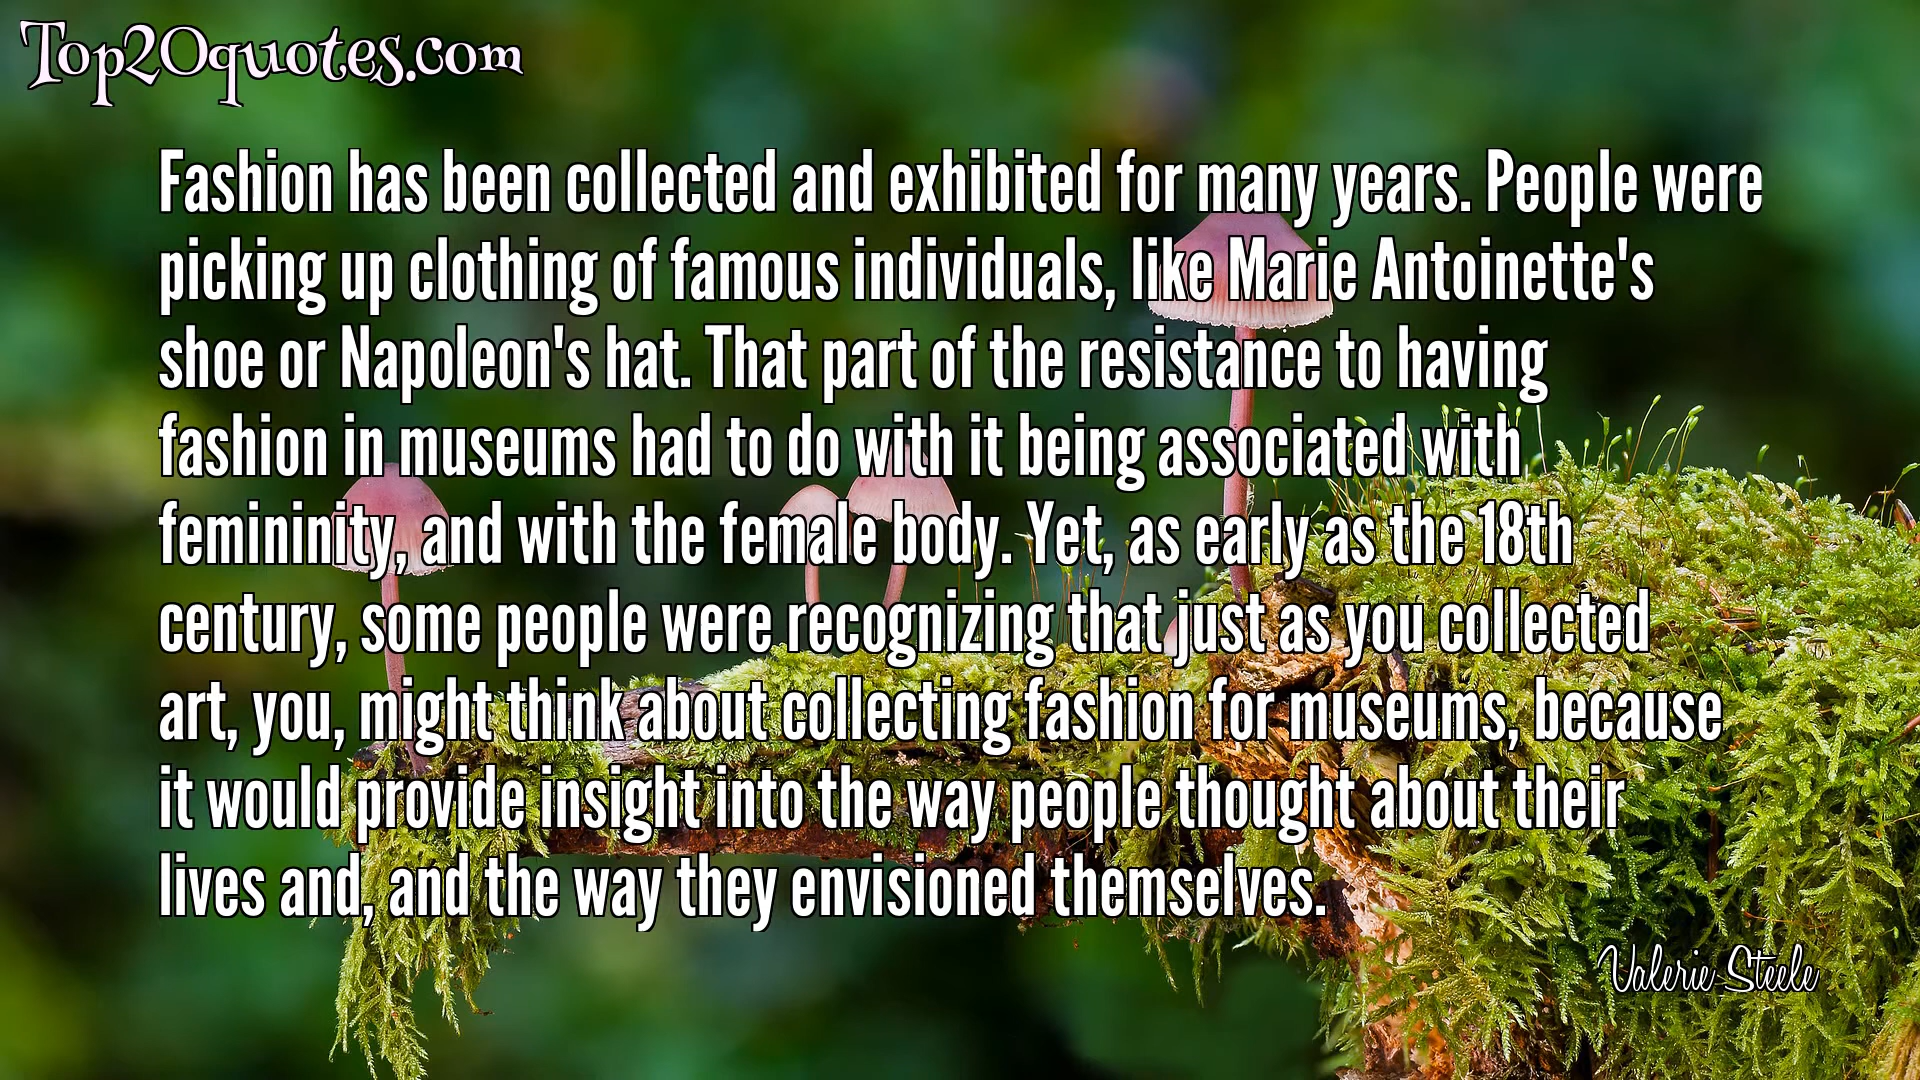 Top20quotes.com
Fashion has been collected and exhibited for many years. People were
picking up clothing of famous individuals, like Marie Antoinette's
shoe or Napoleon's hat. That part of the resistance to having
fashion in museums had to do with it being associated with
femininity, and with the female body. Yet, as early as the 18th
century, some people were recognizing that just as you collected
art, you, might think about collecting fashion for museums, because
it would provide insight into the way people thought about their
lives and, and the way they envisioned themselves.
Valerie Steele